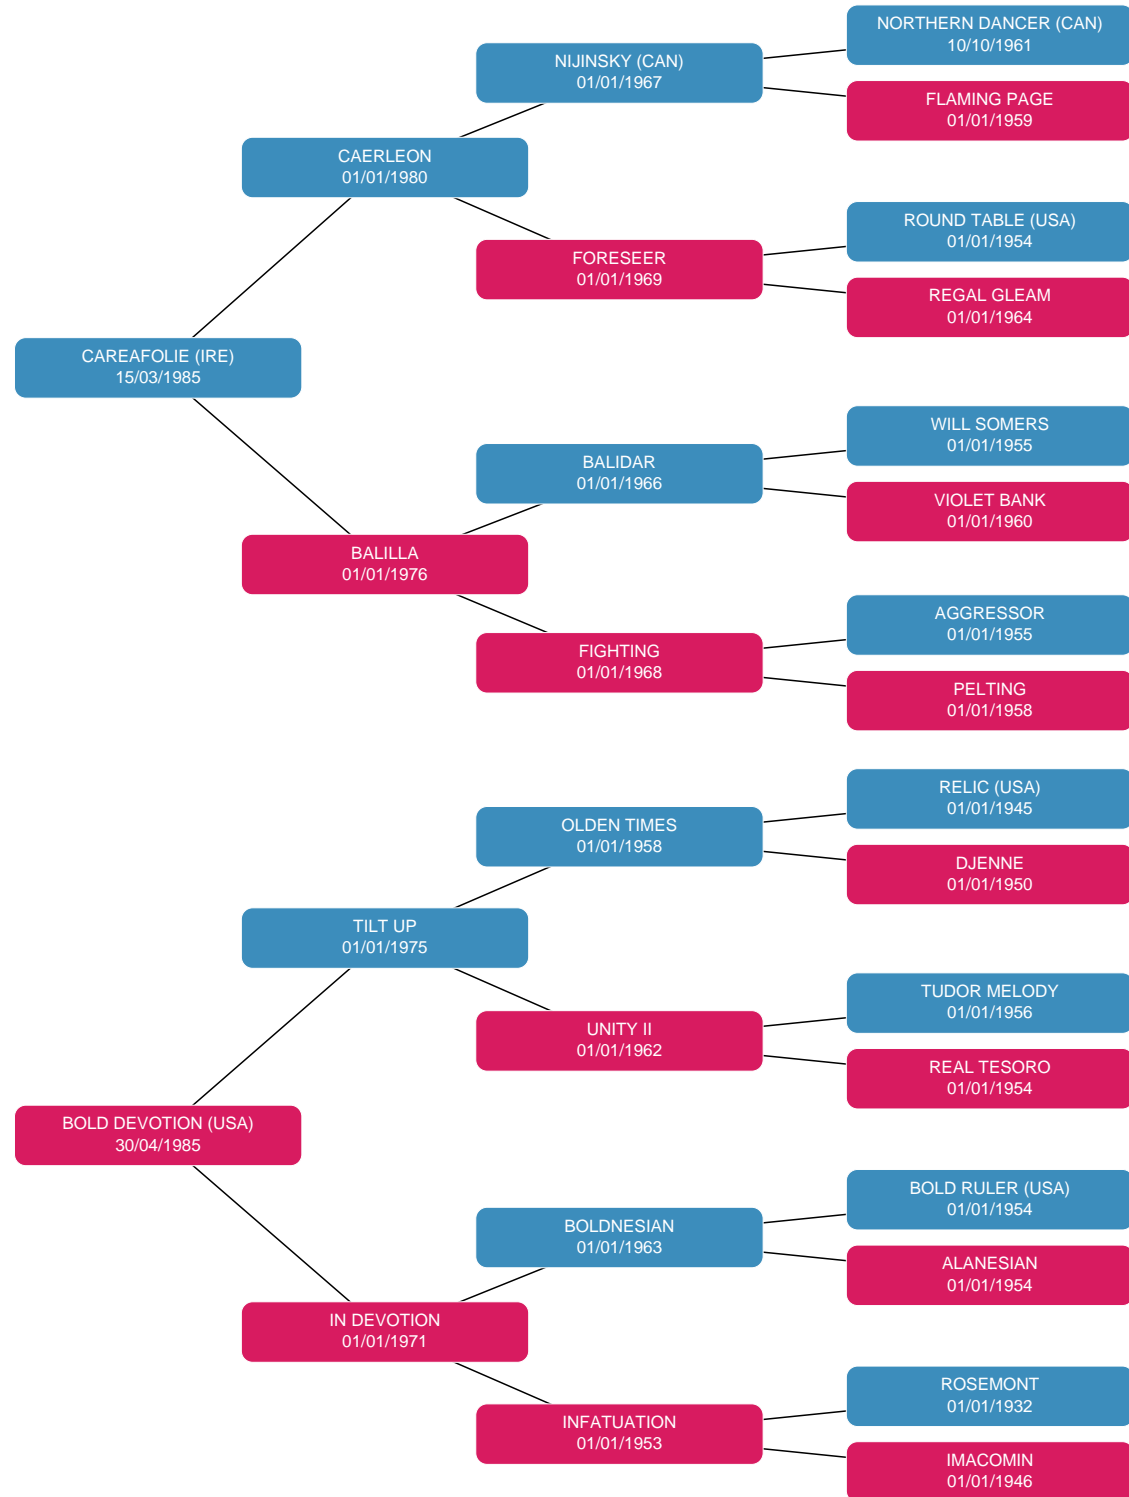 NORTHERN DANCER (CAN)
10/10/1961
NIJINSKY (CAN)
01/01/1967
FLAMING PAGE
01/01/1959
CAERLEON
01/01/1980
ROUND TABLE (USA)
01/01/1954
FORESEER
01/01/1969
REGAL GLEAM
01/01/1964
CAREAFOLIE (IRE)
15/03/1985
WILL SOMERS
01/01/1955
BALIDAR
01/01/1966
VIOLET BANK
01/01/1960
BALILLA
01/01/1976
AGGRESSOR
01/01/1955
FIGHTING
01/01/1968
PELTING
01/01/1958
RELIC (USA)
01/01/1945
OLDEN TIMES
01/01/1958
DJENNE
01/01/1950
TILT UP
01/01/1975
TUDOR MELODY
01/01/1956
UNITY II
01/01/1962
REAL TESORO
01/01/1954
BOLD DEVOTION (USA)
30/04/1985
BOLD RULER (USA)
01/01/1954
BOLDNESIAN
01/01/1963
ALANESIAN
01/01/1954
IN DEVOTION
01/01/1971
ROSEMONT
01/01/1932
INFATUATION
01/01/1953
IMACOMIN
01/01/1946